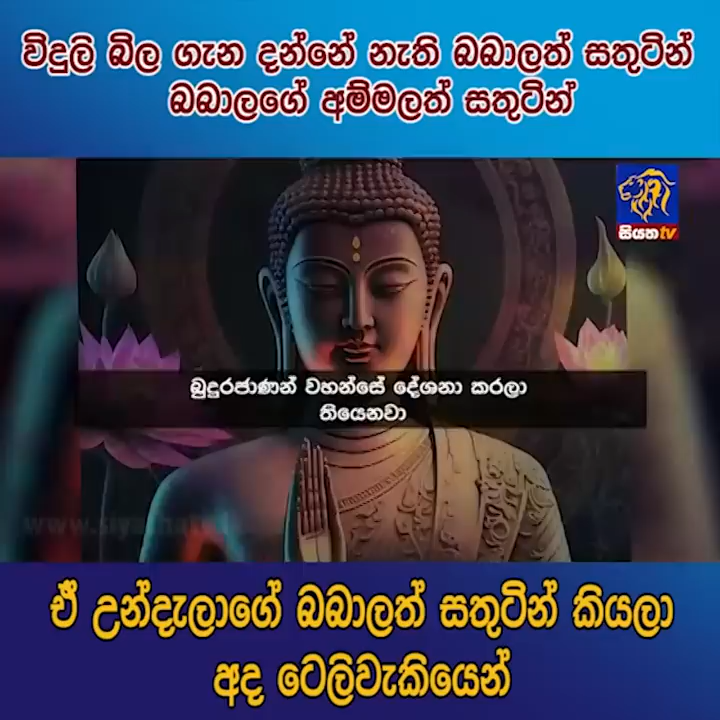 විදුලි බිල ගැන දන්නේ නැති බබාලත් සතුටින්
බබාලගේ අම්මලත් සතුටින්
සියත tv
බුදුරජාණන් වහන්සේ දේශනා කරලා
තියෙනවා
ඒ උන්දැලාගේ බබාලත් සතුටින් කියලා
අද ටෙලිවැකියෙන්